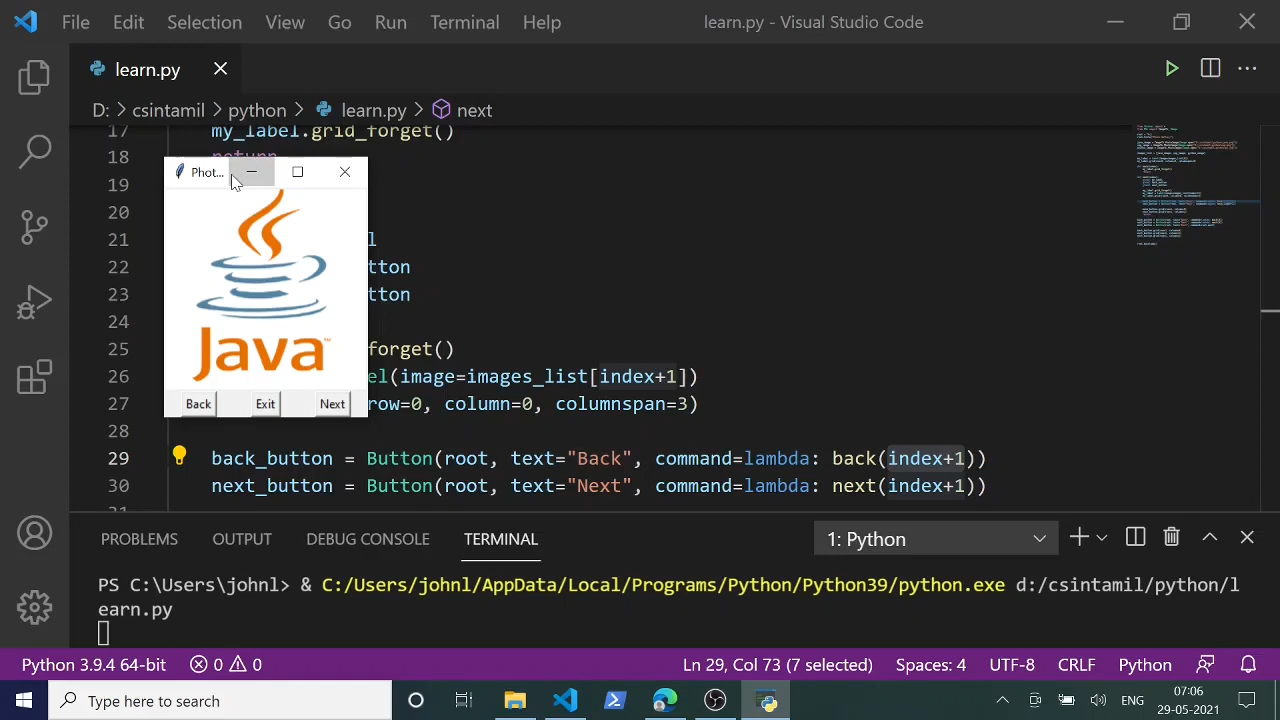 File Edit Selection View Go Run Terminal Help learn.py - Visual Studio Code
learn.py
D: > csintamil > python > learn.py > next
17 my_label.grid_forget()
18 return
Phot...
19
20
21 l
22 tton
23 tton
24
25 forget()
26 el(image=images_list[index+1])
27 row=0, column=0, columnspan=3)
Java™
Back Exit Next
28
29 back_button = Button(root, text="Back", command=lambda: back(index+1))
30 next_button = Button(root, text="Next", command=lambda: next(index+1))
PROBLEMS OUTPUT DEBUG CONSOLE TERMINAL 1: Python
PS C:\Users\johnl> & C:/Users/johnl/AppData/Local/Programs/Python/Python39/python.exe d:/csintamil/python/l
earn.py
Python 3.9.4 64-bit 0 0 Ln 29, Col 73 (7 selected) Spaces: 4 UTF-8 CRLF Python
Type here to search ENG 07:06
29-05-2021